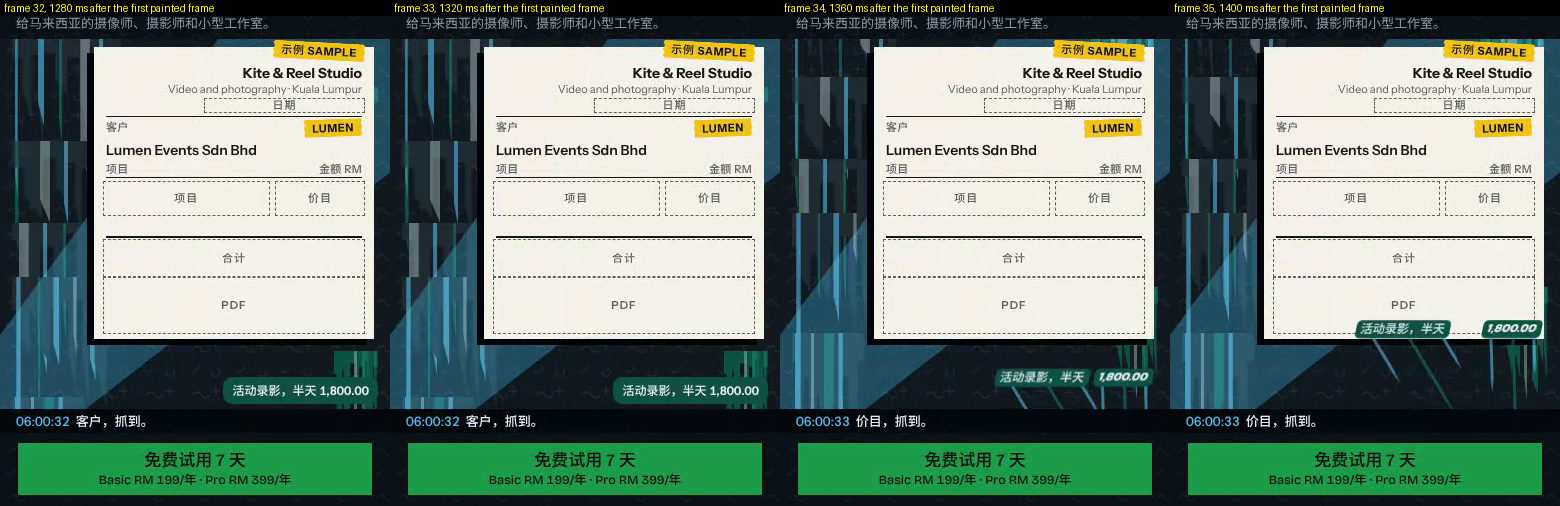 frame 32, 1280 ms after the first painted frame
给马来西亚的摄像师、摄影师和小型工作室。
示例 SAMPLE
Kite & Reel Studio
Video and photography · Kuala Lumpur
日期
客户
LUMEN
Lumen Events Sdn Bhd
项目 金额 RM
项目 价目
合计
PDF
活动录影，半天 1,800.00
06:00:32 客户，抓到。
免费试用 7 天
Basic RM 199/年 · Pro RM 399/年
frame 33, 1320 ms after the first painted frame
给马来西亚的摄像师、摄影师和小型工作室。
示例 SAMPLE
Kite & Reel Studio
Video and photography · Kuala Lumpur
日期
客户
LUMEN
Lumen Events Sdn Bhd
项目 金额 RM
项目 价目
合计
PDF
活动录影，半天 1,800.00
06:00:32 客户，抓到。
免费试用 7 天
Basic RM 199/年 · Pro RM 399/年
frame 34, 1360 ms after the first painted frame
给马来西亚的摄像师、摄影师和小型工作室。
示例 SAMPLE
Kite & Reel Studio
Video and photography · Kuala Lumpur
日期
客户
LUMEN
Lumen Events Sdn Bhd
项目 金额 RM
项目 价目
合计
PDF
活动录影，半天 1,800.00
06:00:33 价目，抓到。
免费试用 7 天
Basic RM 199/年 · Pro RM 399/年
frame 35, 1400 ms after the first painted frame
给马来西亚的摄像师、摄影师和小型工作室。
示例 SAMPLE
Kite & Reel Studio
Video and photography · Kuala Lumpur
日期
客户
LUMEN
Lumen Events Sdn Bhd
项目 金额 RM
项目 价目
合计
PDF
活动录影，半天 1,800.00
06:00:33 价目，抓到。
免费试用 7 天
Basic RM 199/年 · Pro RM 399/年